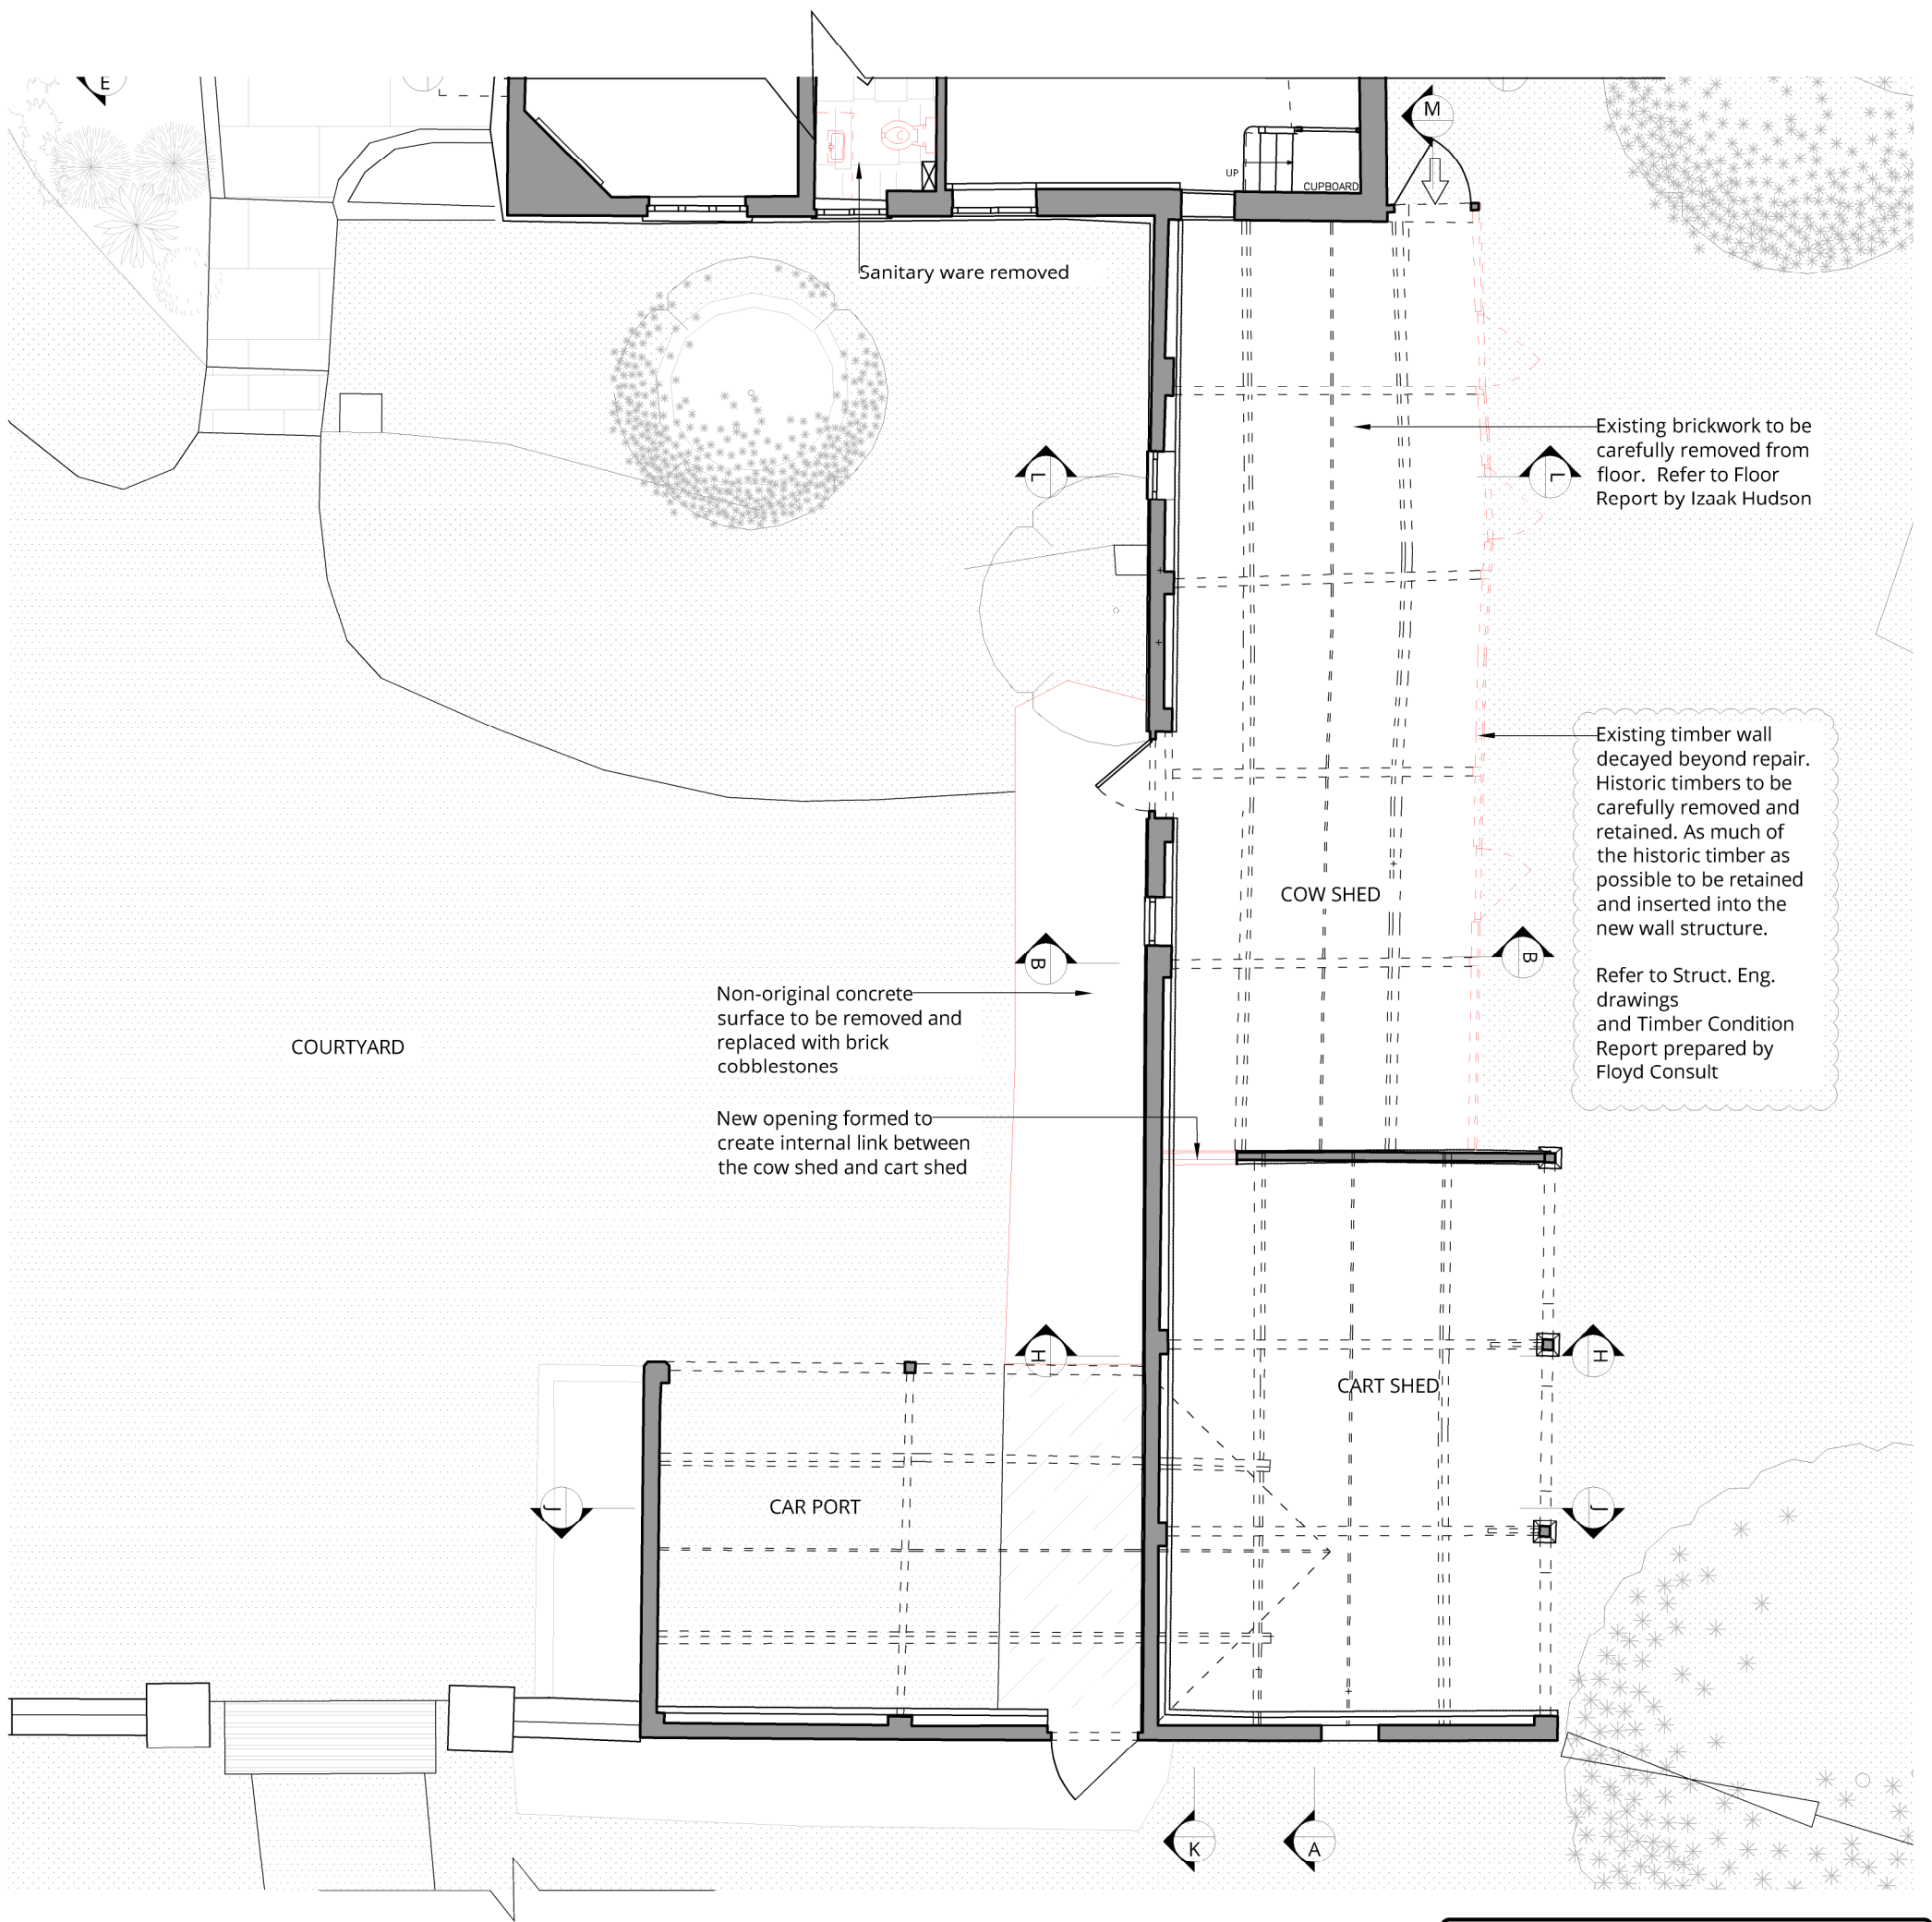 E
M
UP
CUPBOARD
Sanitary ware removed
Existing brickwork to be
carefully removed from
floor. Refer to Floor
Report by Izaak Hudson
L
L
Existing timber wall
decayed beyond repair.
Historic timbers to be
carefully removed and
retained. As much of
the historic timber as
possible to be retained
and inserted into the
new wall structure.
Refer to Struct. Eng.
drawings
and Timber Condition
Report prepared by
Floyd Consult
COW SHED
B
B
Non-original concrete
surface to be removed and
replaced with brick
cobblestones
COURTYARD
New opening formed to
create internal link between
the cow shed and cart shed
H
H
CART SHED
J
CAR PORT
J
K
A